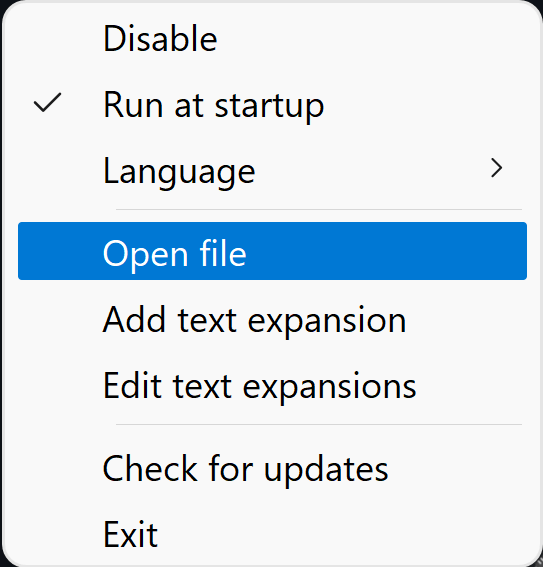 Disable
Run at startup
Language
Open file
Add text expansion
Edit text expansions
Check for updates
Exit